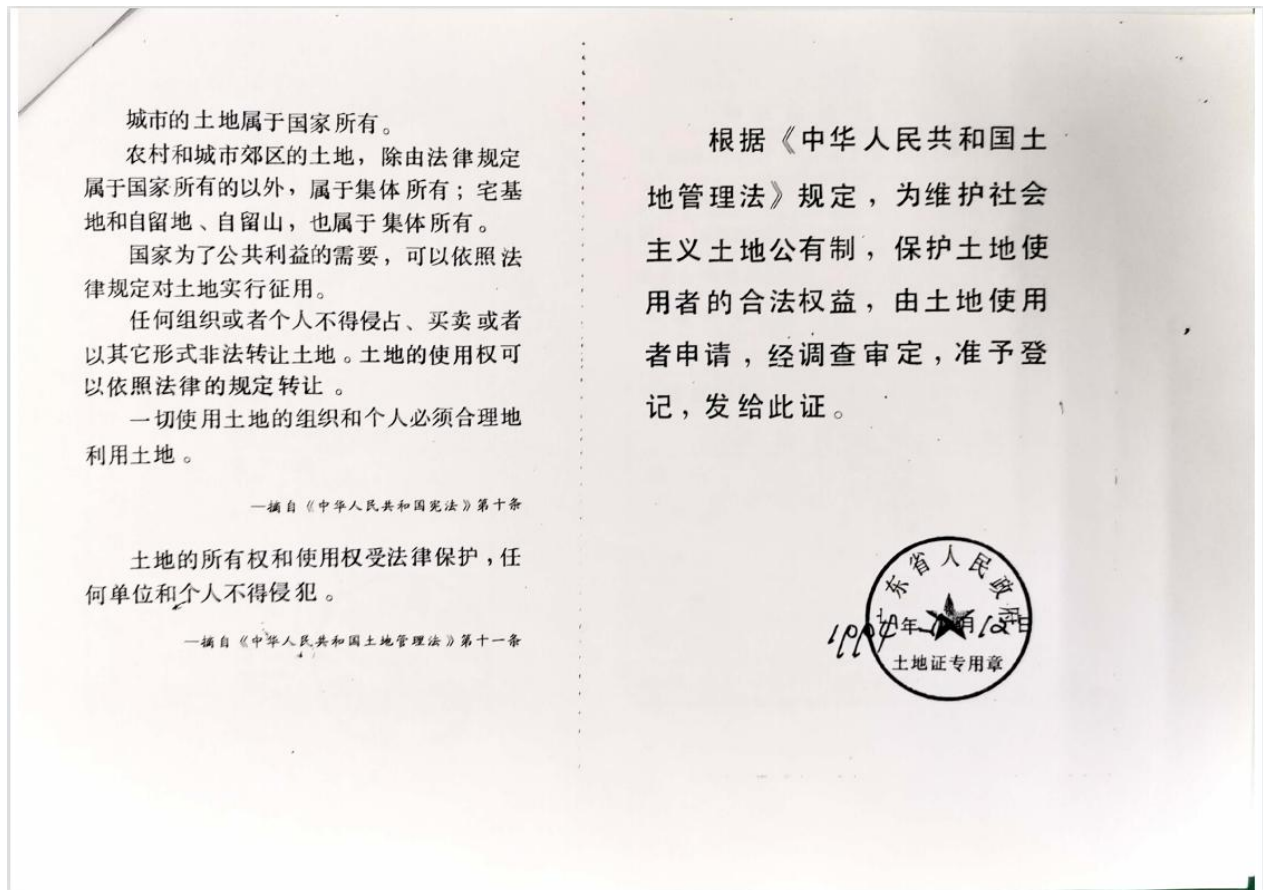 城市的土地属于国家所有。
农村和城市郊区的土地，除由法律规定
属于国家所有的以外，属于集体所有；宅基
地和自留地、自留山，也属于集体所有。
国家为了公共利益的需要，可以依照法
律规定对土地实行征用。
任何组织或者个人不得侵占、买卖或者
以其它形式非法转让土地。土地的使用权可
以依照法律的规定转让。
一切使用土地的组织和个人必须合理地
利用土地。
—摘自《中华人民共和国宪法》第十条
土地的所有权和使用权受法律保护，任
何单位和个人不得侵犯。
—摘自《中华人民共和国土地管理法》第十一条
根据《中华人民共和国土
地管理法》规定，为维护社会
主义土地公有制，保护土地使
用者的合法权益，由土地使用
者申请，经调查审定，准予登
记，发给此证。
广东省人民政府
年 月12日
土地证专用章